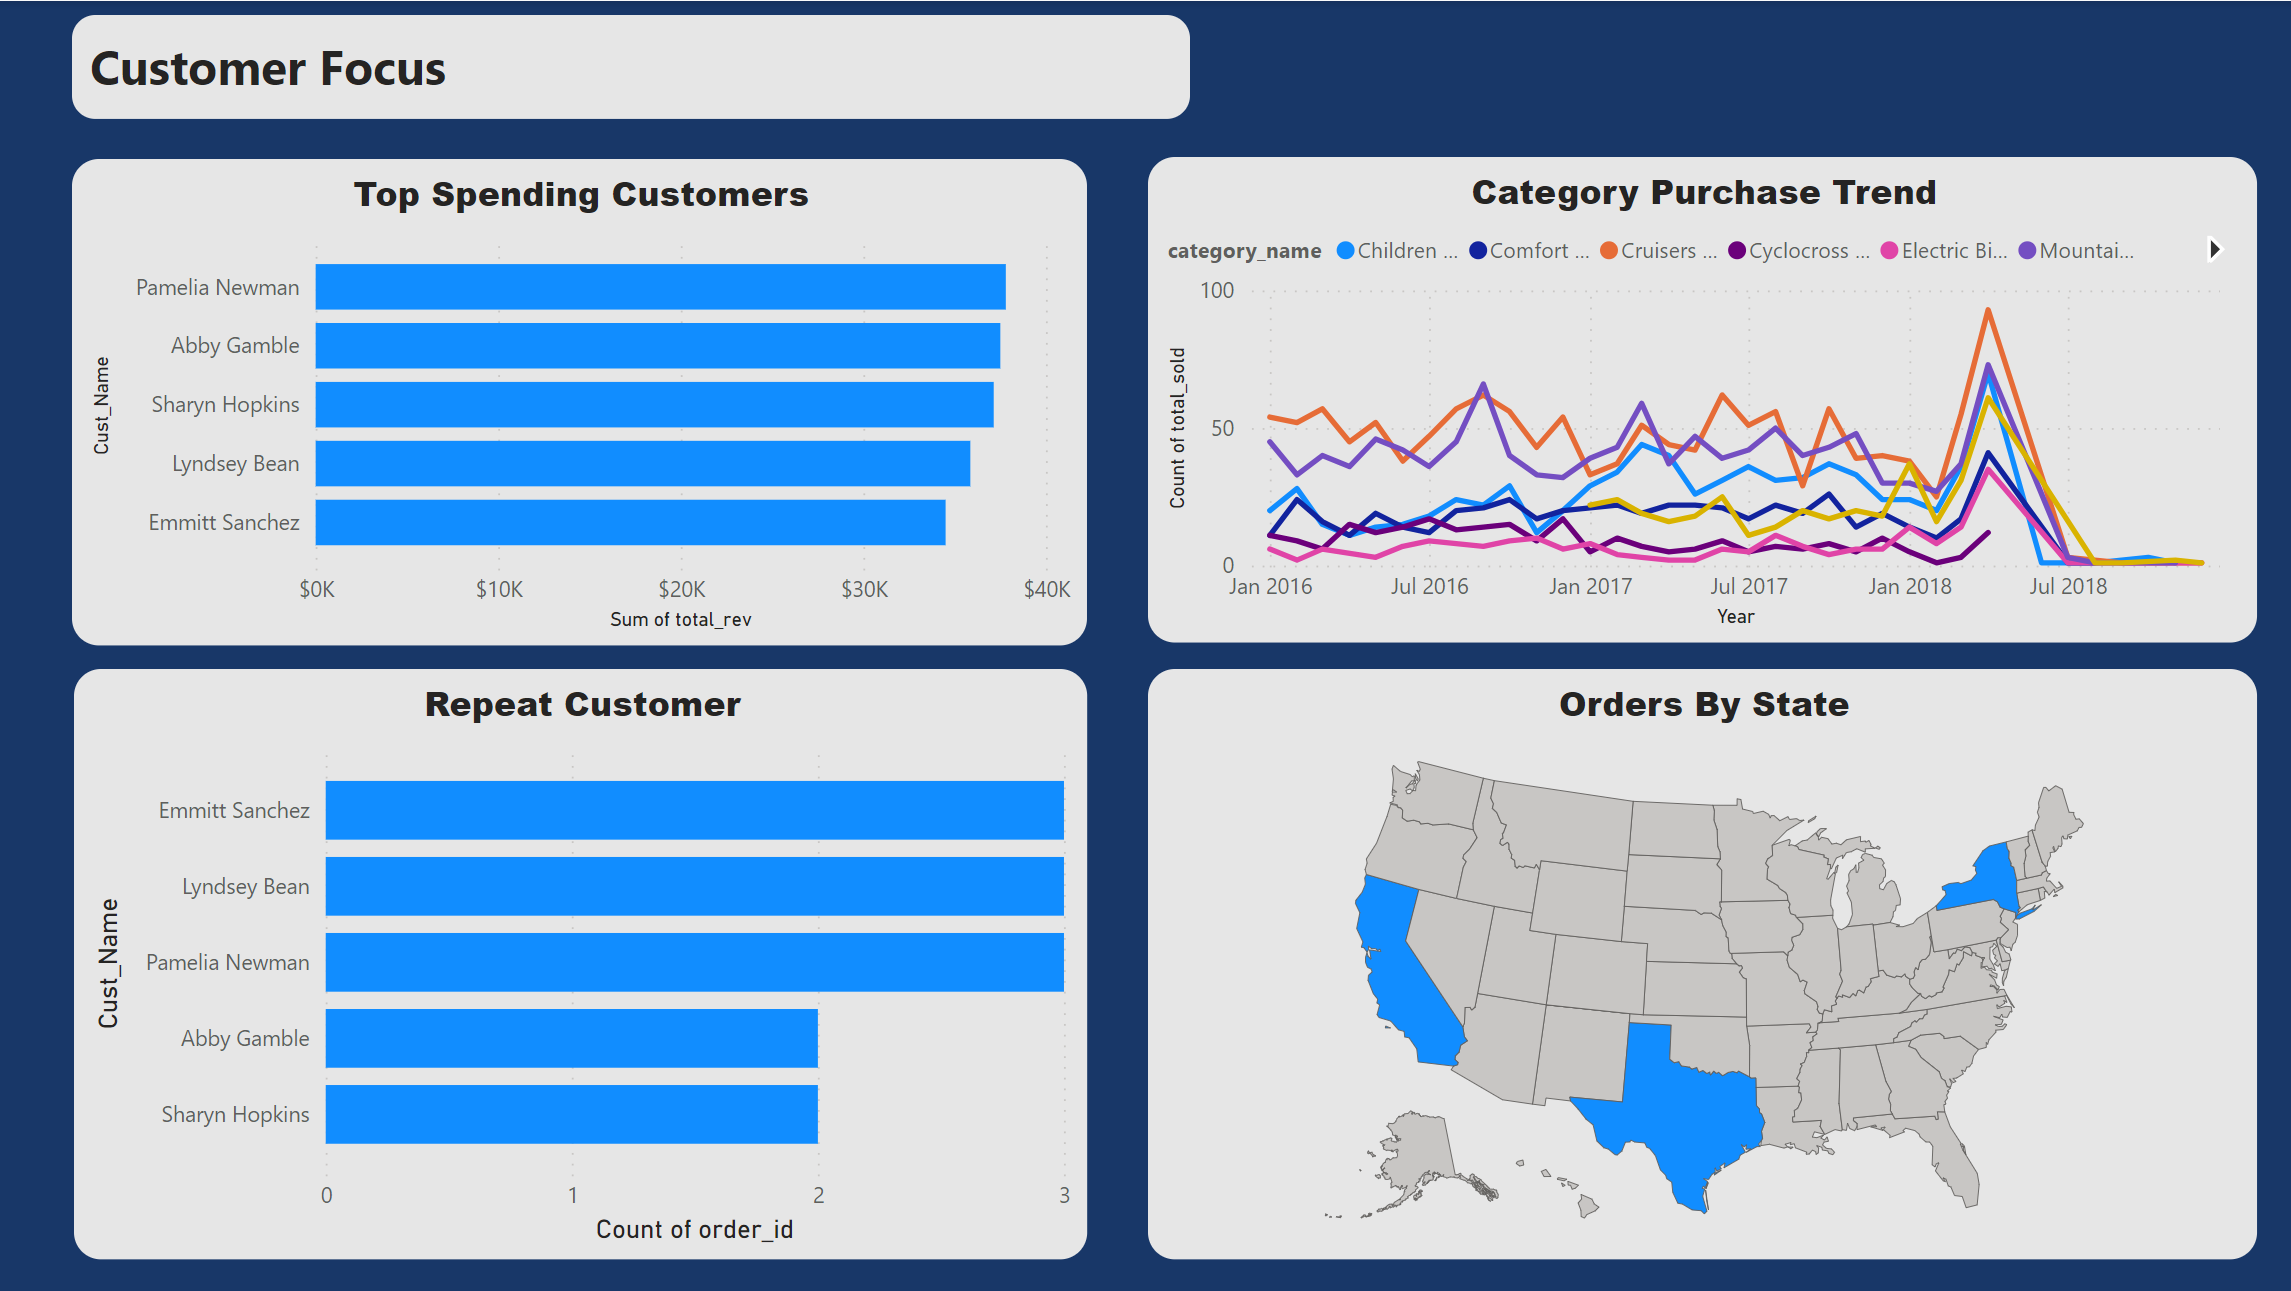 Customer Focus
Top Spending Customers
Cust_Name
Pamelia Newman
Abby Gamble
Sharyn Hopkins
Lyndsey Bean
Emmitt Sanchez
$0K $10K $20K $30K $40K
Sum of total_rev
Category Purchase Trend
category_name Children ... Comfort ... Cruisers ... Cyclocross ... Electric Bi... Mountai...
Count of total_sold
100
50
0
Jan 2016 Jul 2016 Jan 2017 Jul 2017 Jan 2018 Jul 2018
Year
Repeat Customer
Cust_Name
Emmitt Sanchez
Lyndsey Bean
Pamelia Newman
Abby Gamble
Sharyn Hopkins
0 1 2 3
Count of order_id
Orders By State